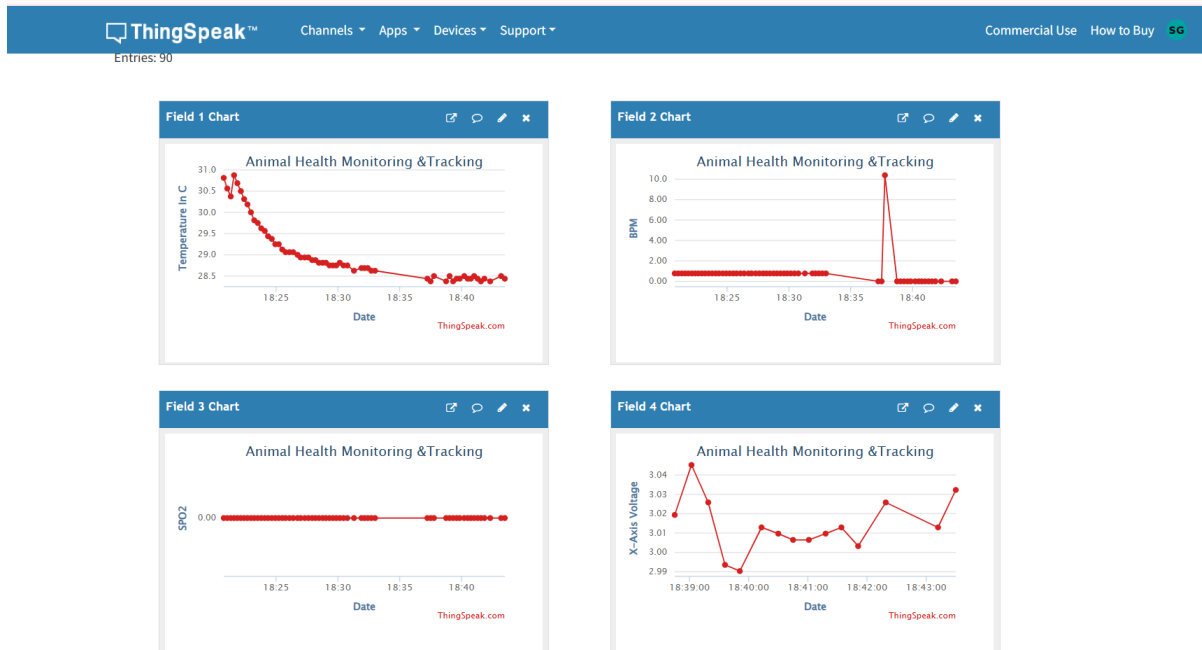 ThingSpeak™ Channels Apps Devices Support Commercial Use How to Buy SG
Entries: 90
Field 1 Chart
Animal Health Monitoring &Tracking
Temperature In C
31.0
30.5
30.0
29.5
29.0
28.5
18:25 18:30 18:35 18:40
Date
ThingSpeak.com
Field 2 Chart
Animal Health Monitoring &Tracking
BPM
10.0
8.00
6.00
4.00
2.00
0.00
18:25 18:30 18:35 18:40
Date
ThingSpeak.com
Field 3 Chart
Animal Health Monitoring &Tracking
SPO2
0.00
18:25 18:30 18:35 18:40
Date
ThingSpeak.com
Field 4 Chart
Animal Health Monitoring &Tracking
X-Axis Voltage
3.04
3.03
3.02
3.01
3.00
2.99
18:39:00 18:40:00 18:41:00 18:42:00 18:43:00
Date
ThingSpeak.com